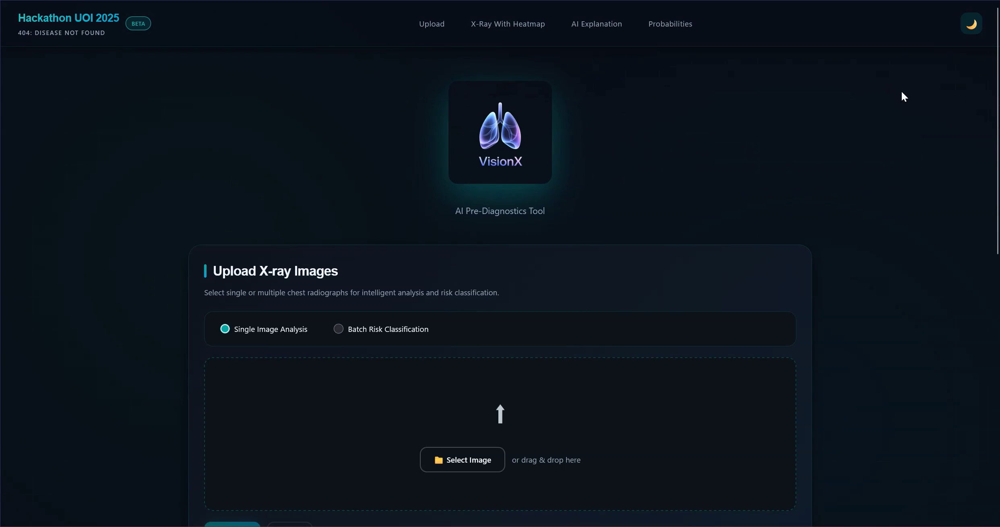 Hackathon UOI 2025
BETA
404: DISEASE NOT FOUND
Upload
X-Ray With Heatmap
AI Explanation
Probabilities
VisionX
AI Pre-Diagnostics Tool
Upload X-ray Images
Select single or multiple chest radiographs for intelligent analysis and risk classification.
Single Image Analysis
Batch Risk Classification
Select Image
or drag & drop here